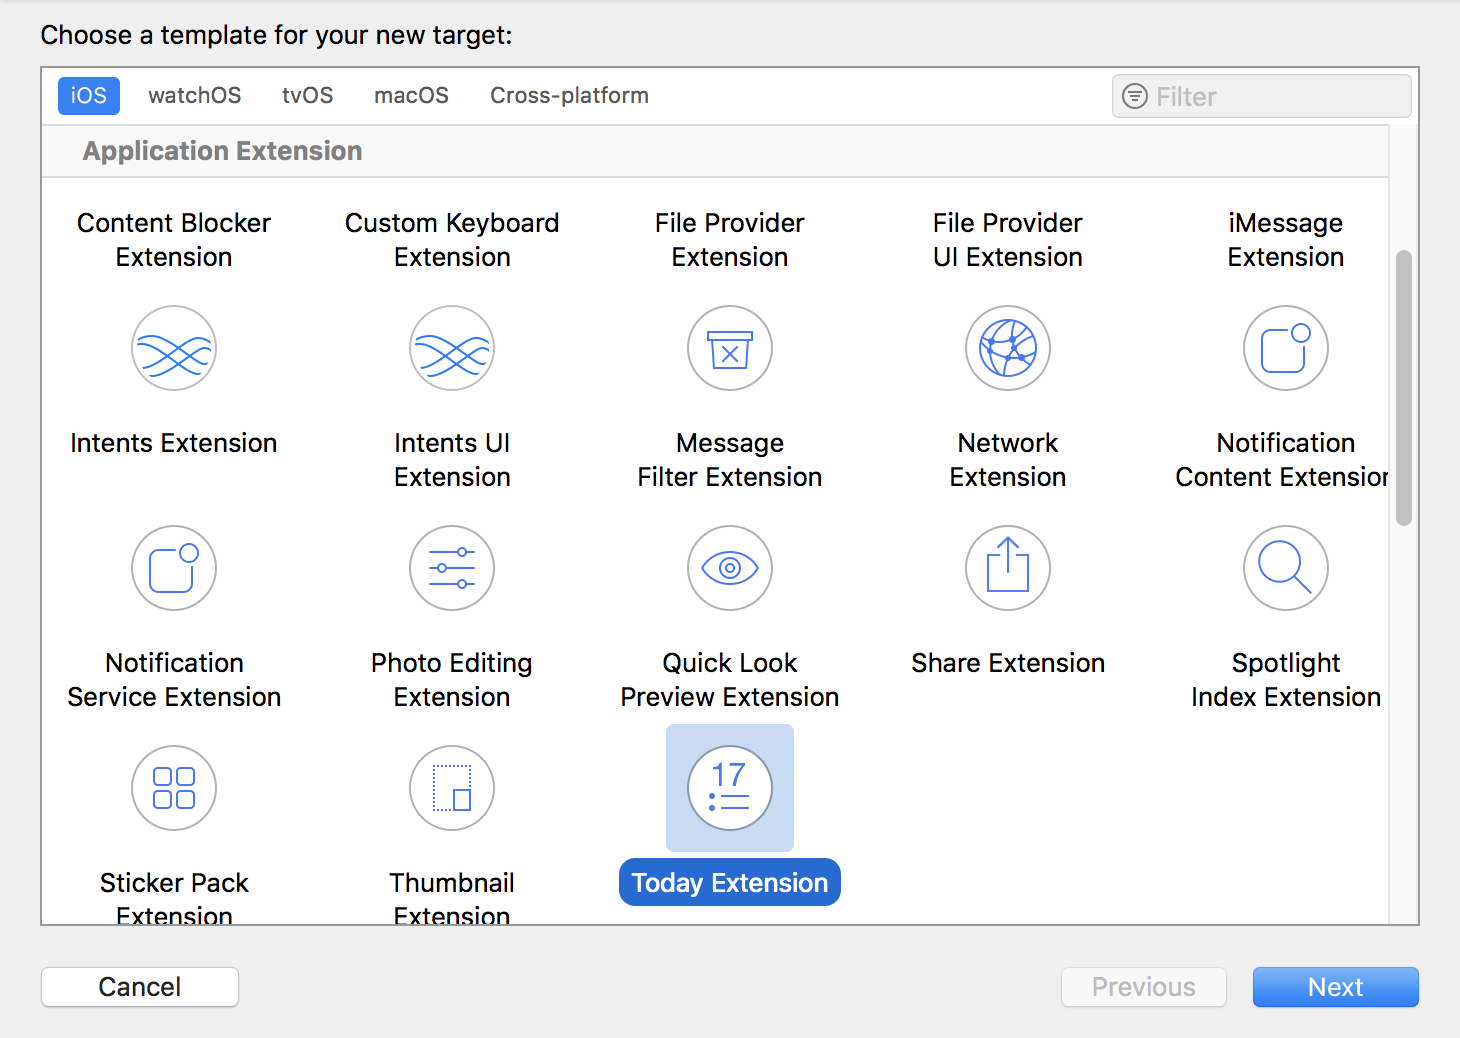 Choose a template for your new target:
iOS watchOS tvOS macOS Cross-platform Filter
Application Extension
Content Blocker Extension
Custom Keyboard Extension
File Provider Extension
File Provider UI Extension
iMessage Extension
Intents Extension
Intents UI Extension
Message Filter Extension
Network Extension
Notification Content Extension
Notification Service Extension
Photo Editing Extension
Quick Look Preview Extension
Share Extension
Spotlight Index Extension
17
Sticker Pack Extension
Thumbnail Extension
Today Extension
Cancel Previous Next